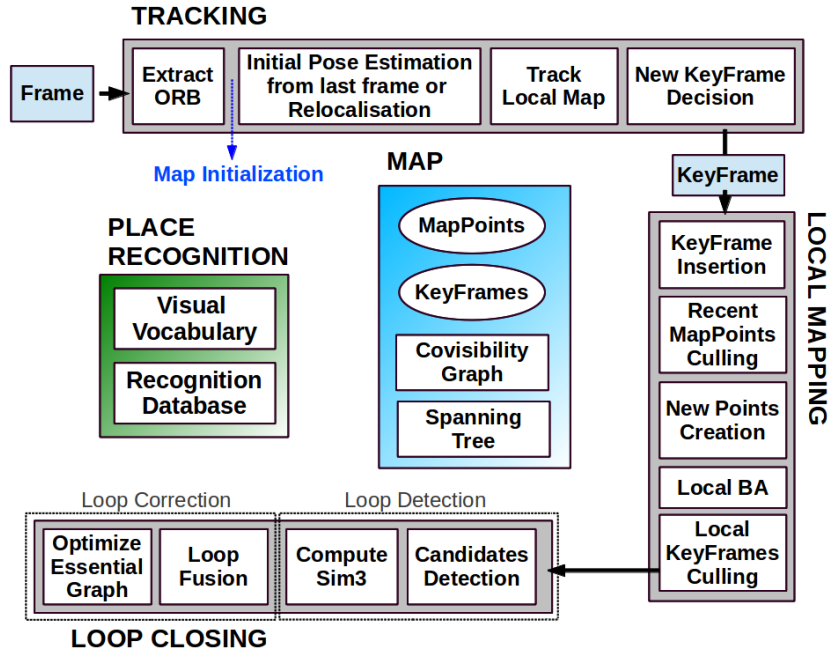 TRACKING
Frame
Extract
ORB
Initial Pose Estimation
from last frame or
Relocalisation
Track
Local Map
New KeyFrame
Decision
Map Initialization
MAP
KeyFrame
PLACE
RECOGNITION
Visual
Vocabulary
Recognition
Database
MapPoints
KeyFrames
Covisibility
Graph
Spanning
Tree
LOCAL MAPPING
KeyFrame
Insertion
Recent
MapPoints
Culling
New Points
Creation
Local BA
Local
KeyFrames
Culling
Loop Correction
Loop Detection
Optimize
Essential
Graph
Loop
Fusion
Compute
Sim3
Candidates
Detection
LOOP CLOSING